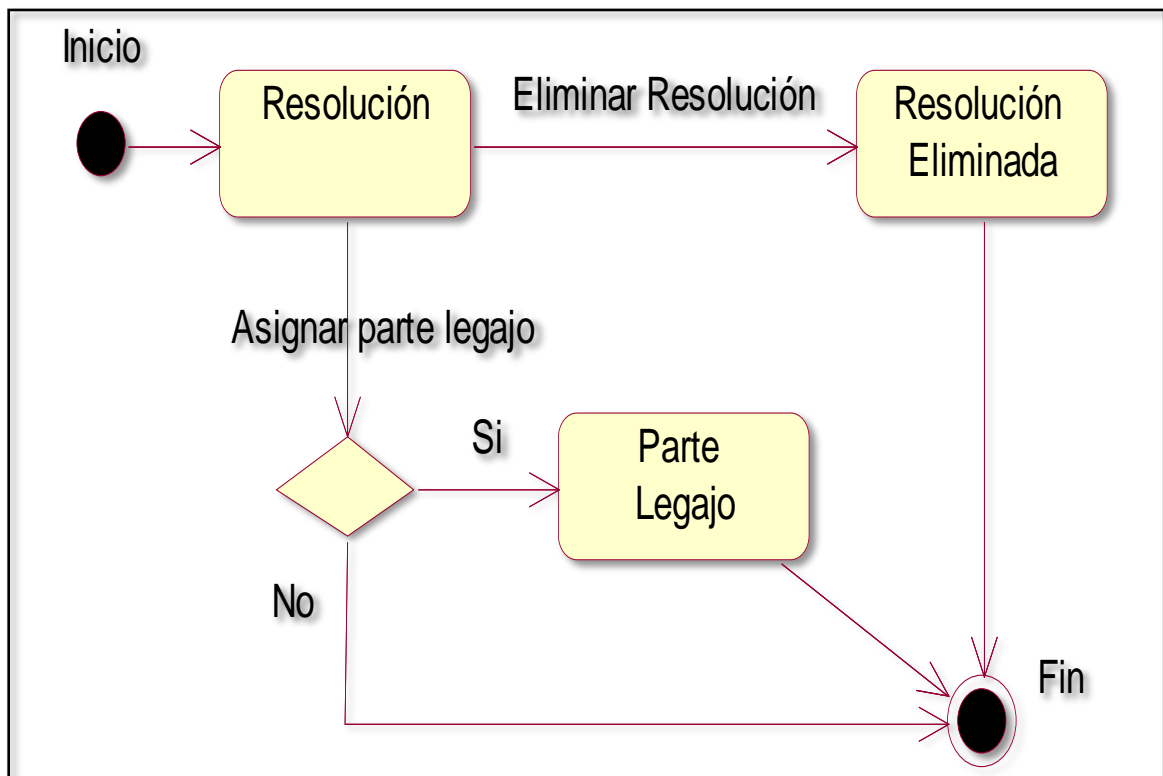 Inicio
Resolución
Eliminar Resolución
Resolución
Eliminada
Asignar parte legajo
Si
Parte
Legajo
No
Fin